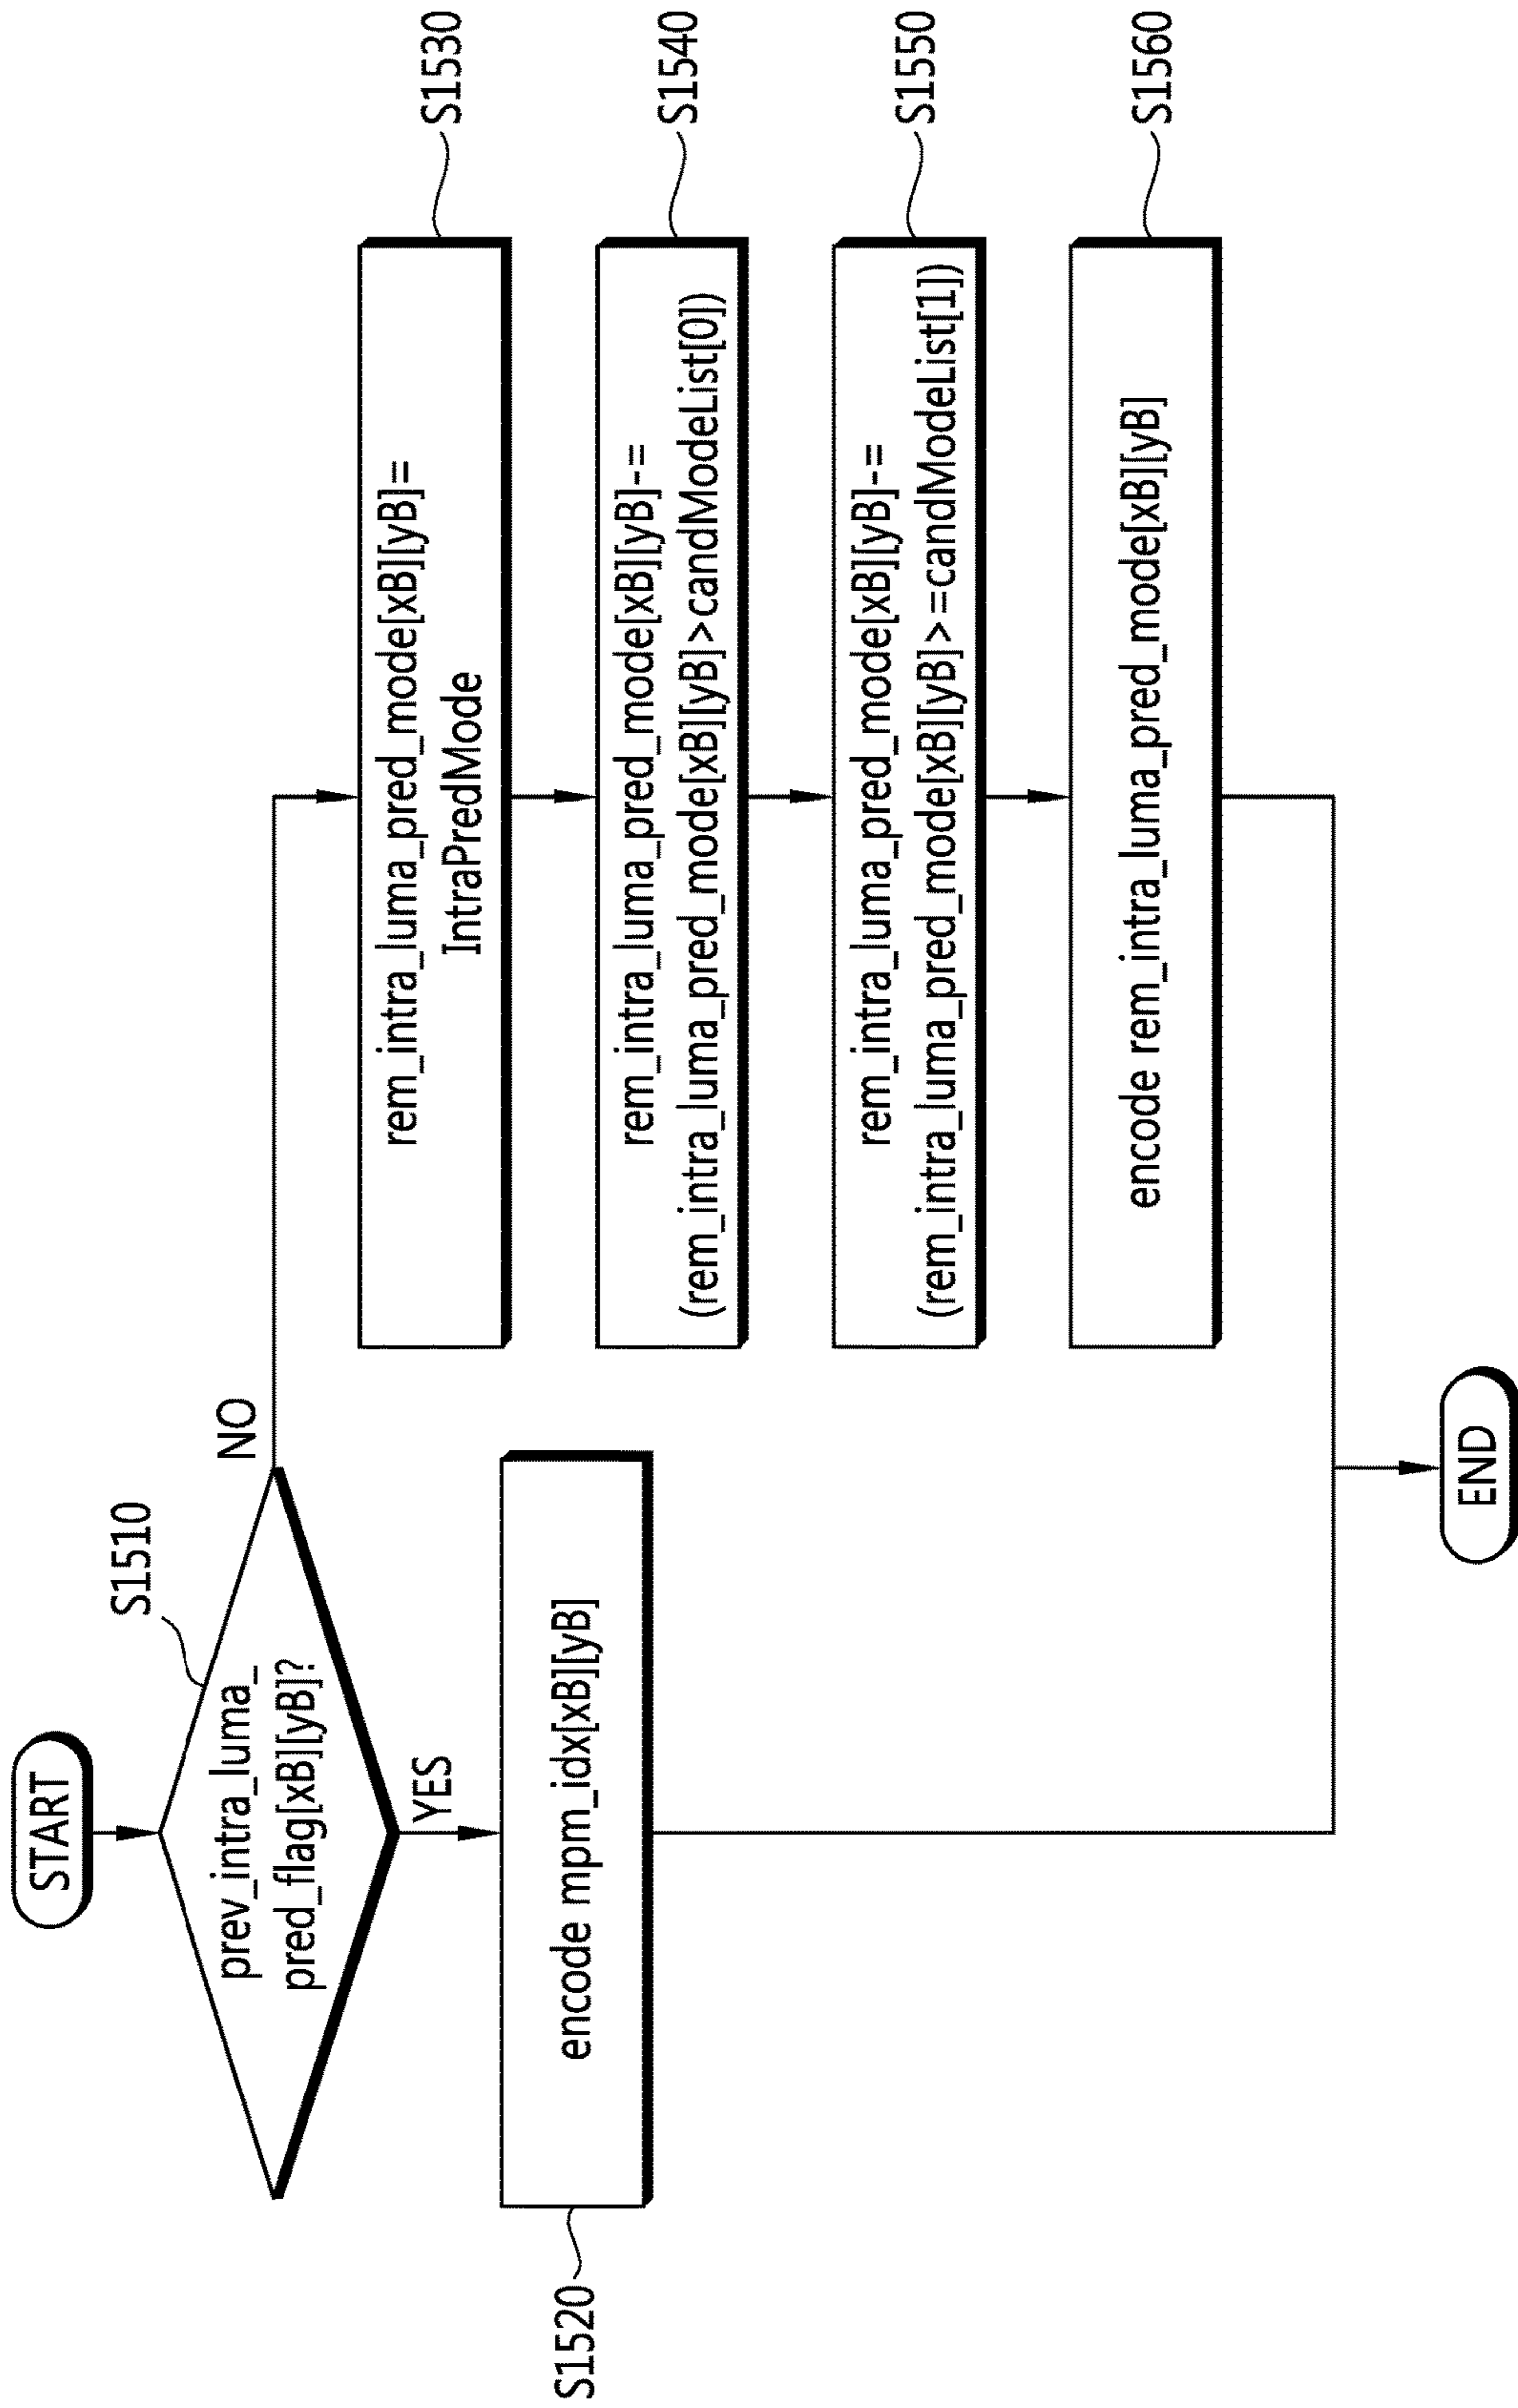 START
S1510
prev_intra_luma_
pred_flag[xB][yB]?
NO
YES
S1520
encode mpm_idx[xB][yB]
rem_intra_luma_pred_mode[xB][yB]=
IntraPredMode
S1530
rem_intra_luma_pred_mode[xB][yB]-=
(rem_intra_luma_pred_mode[xB][yB]>candModeList[0])
S1540
rem_intra_luma_pred_mode[xB][yB]-=
(rem_intra_luma_pred_mode[xB][yB]>=candModeList[1])
S1550
encode rem_intra_luma_pred_mode[xB][yB]
S1560
END